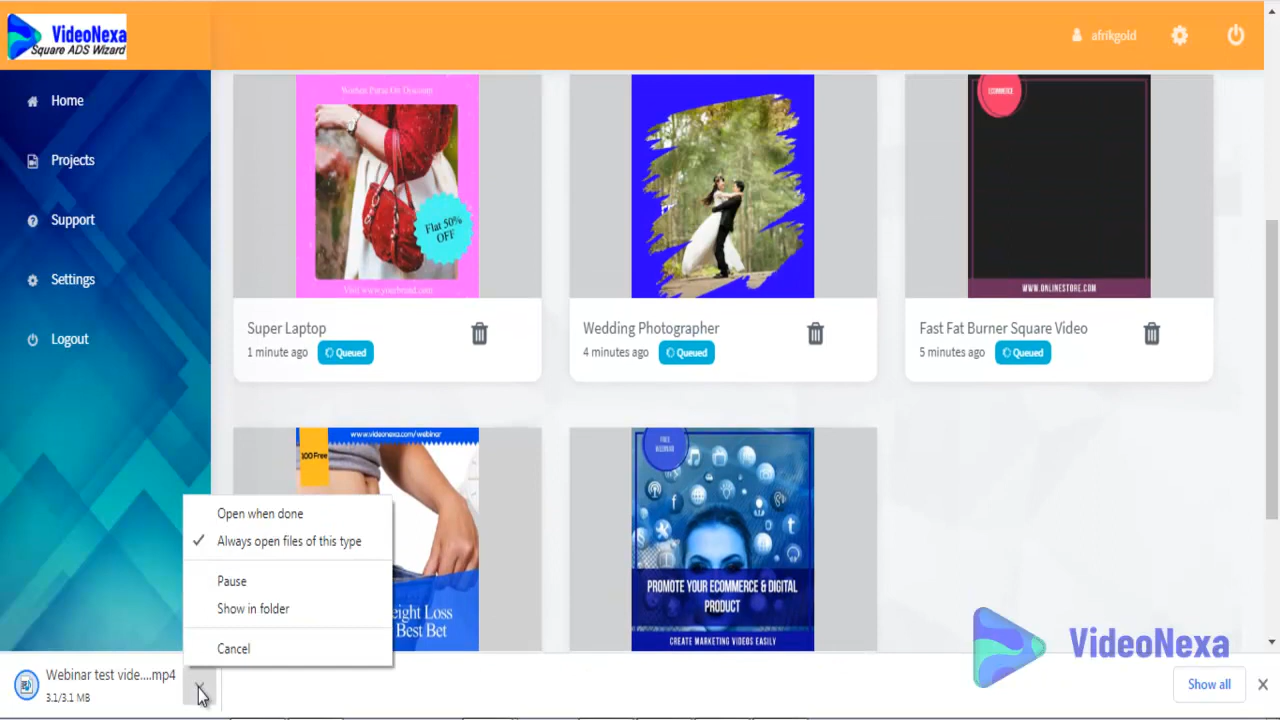 VideoNexa
Square ADS Wizard
afrikgold
Home
Projects
Support
Settings
Logout
Women Purse On Discount
Flat 50%
OFF
Visit www.yourbrand.com
Super Laptop
1 minute ago
Queued
Wedding Photographer
4 minutes ago
Queued
ECOMMERCE
WWW.ONLINESTORE.COM
Fast Fat Burner Square Video
5 minutes ago
Queued
www.videonexa.com/webinar
100 Free
eight Loss
Best Bet
FREE
WEBINAR
PROMOTE YOUR ECOMMERCE & DIGITAL
PRODUCT
CREATE MARKETING VIDEOS EASILY
Open when done
Always open files of this type
Pause
Show in folder
Cancel
VideoNexa
Webinar test vide....mp4
3.1/3.1 MB
Show all